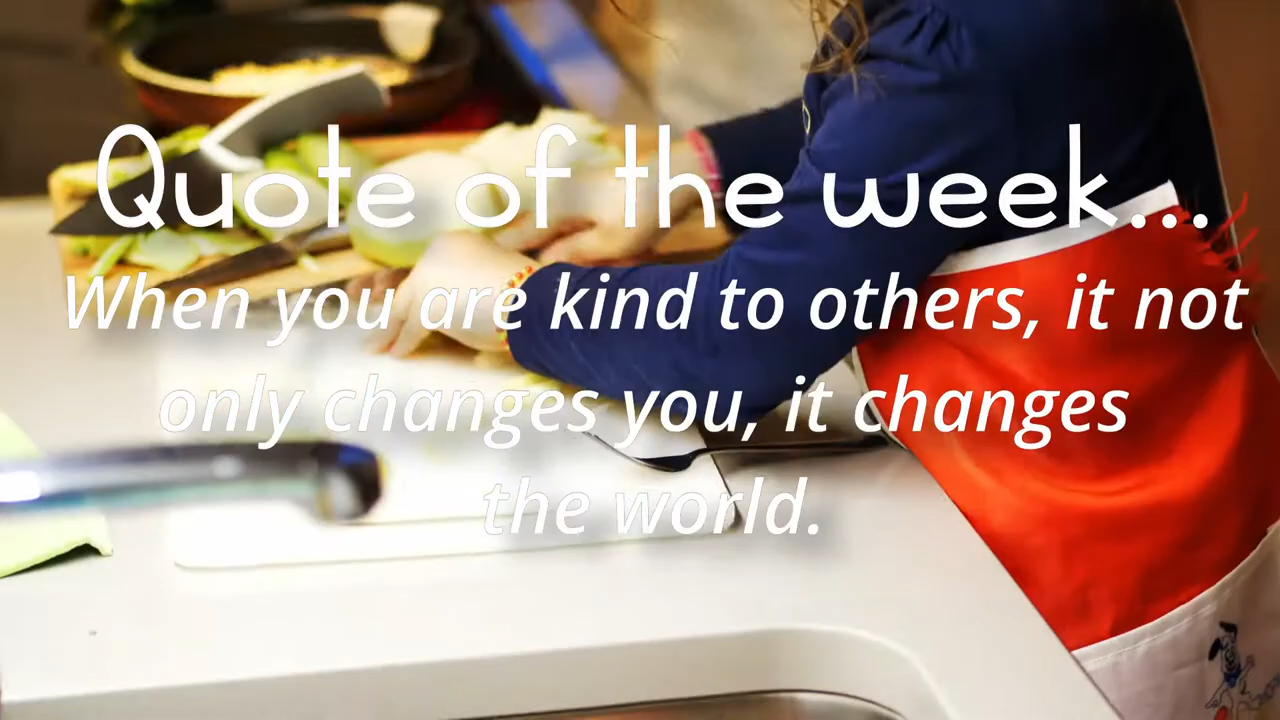 Quote of the week...
When you are kind to others, it not
only changes you, it changes
the world.